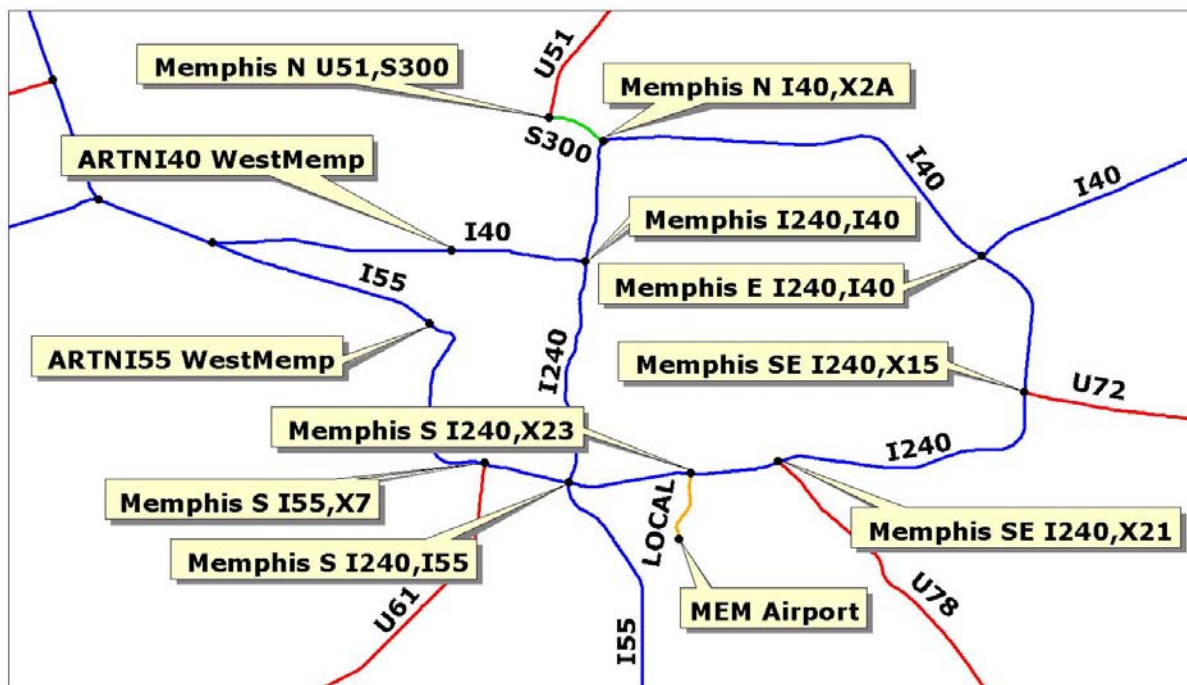 U51
Memphis N U51,S300
Memphis N I40,X2A
S300
ARTNI40 WestMemp
I40
I40
I40
Memphis I240,I40
I55
Memphis E I240,I40
ARTNI55 WestMemp
I240
Memphis SE I240,X15
U72
Memphis S I240,X23
I240
Memphis S I55,X7
LOCAL
Memphis SE I240,X21
Memphis S I240,I55
U61
I55
MEM Airport
U78